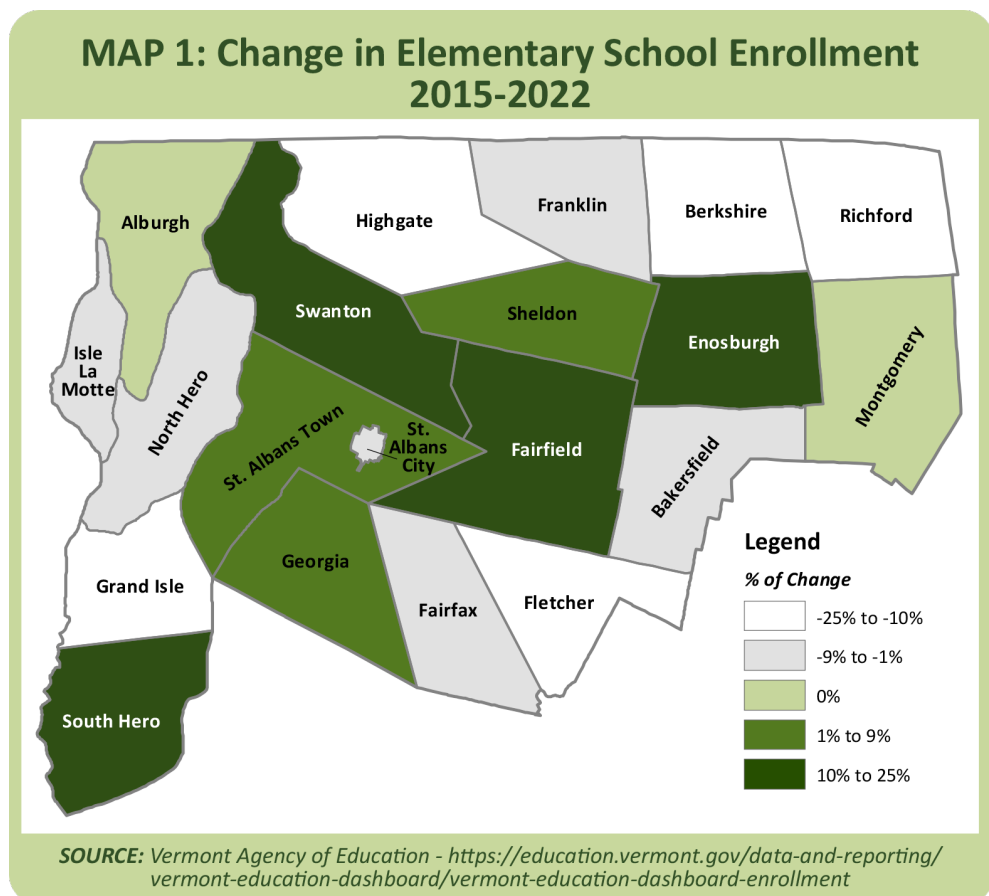 MAP 1: Change in Elementary School Enrollment
2015-2022
Alburgh
Highgate
Franklin
Berkshire
Richford
Swanton
Sheldon
Enosburgh
Montgomery
Isle
La
Motte
North Hero
St. Albans Town
St.
Albans
City
Fairfield
Bakersfield
Grand Isle
Georgia
Fairfax
Fletcher
South Hero
Legend
% of Change
-25% to -10%
-9% to -1%
0%
1% to 9%
10% to 25%
SOURCE: Vermont Agency of Education - https://education.vermont.gov/data-and-reporting/
vermont-education-dashboard/vermont-education-dashboard-enrollment